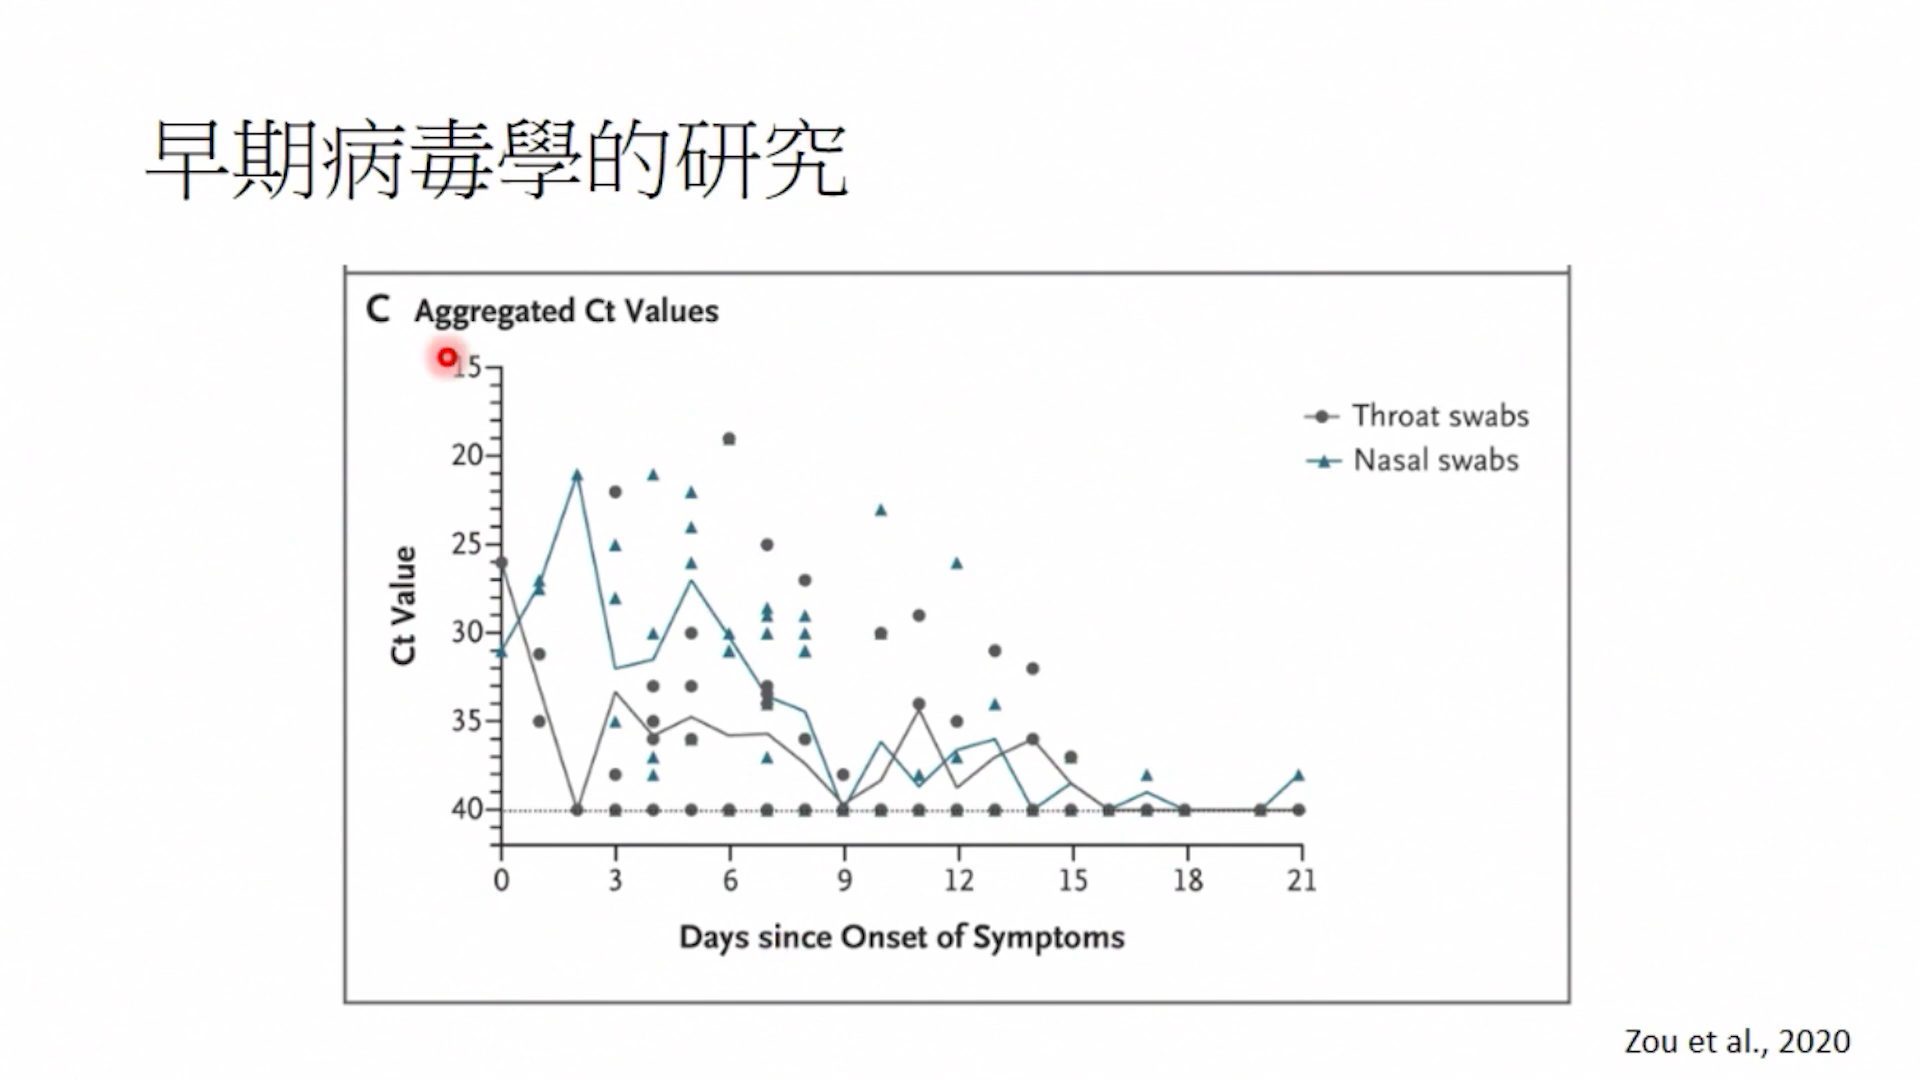 早期病毒學的研究
C Aggregated Ct Values
15
20
25
30
35
40
Ct Value
0 3 6 9 12 15 18 21
Days since Onset of Symptoms
Throat swabs
Nasal swabs
Zou et al., 2020